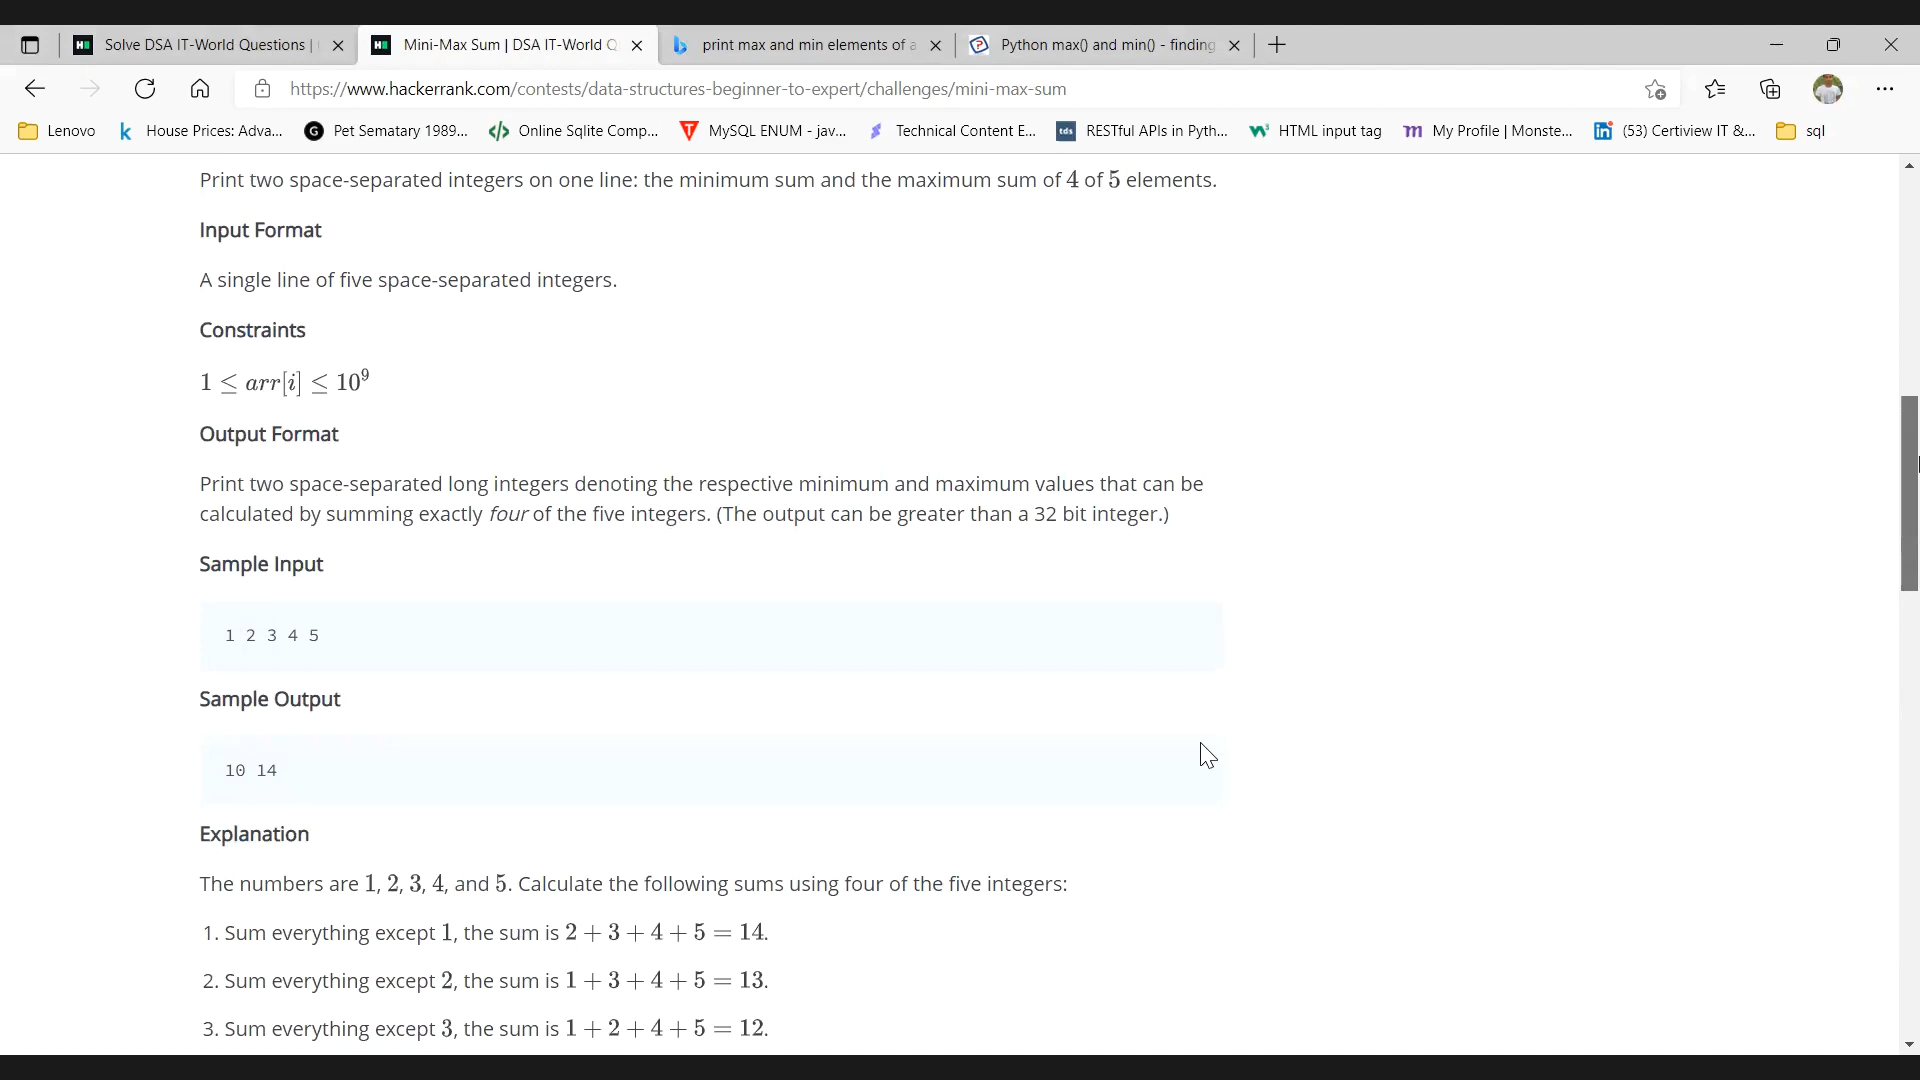 Solve DSA IT-World Questions |
Mini-Max Sum | DSA IT-World Q
print max and min elements of a
Python max() and min() - finding
https://www.hackerrank.com/contests/data-structures-beginner-to-expert/challenges/mini-max-sum
Lenovo
House Prices: Adva...
Pet Sematary 1989...
Online Sqlite Comp...
MySQL ENUM - jav...
Technical Content E...
RESTful APIs in Pyth...
HTML input tag
My Profile | Monste...
(53) Certiview IT &...
sql
Print two space-separated integers on one line: the minimum sum and the maximum sum of 4 of 5 elements.
Input Format
A single line of five space-separated integers.
Constraints
1 ≤ arr[i] ≤ 10⁹
Output Format
Print two space-separated long integers denoting the respective minimum and maximum values that can be
calculated by summing exactly four of the five integers. (The output can be greater than a 32 bit integer.)
Sample Input
1 2 3 4 5
Sample Output
10 14
Explanation
The numbers are 1, 2, 3, 4, and 5. Calculate the following sums using four of the five integers:
1. Sum everything except 1, the sum is 2 + 3 + 4 + 5 = 14.
2. Sum everything except 2, the sum is 1 + 3 + 4 + 5 = 13.
3. Sum everything except 3, the sum is 1 + 2 + 4 + 5 = 12.